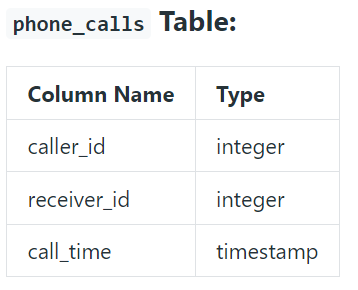 phone_calls Table:
Column Name Type
caller_id integer
receiver_id integer
call_time timestamp